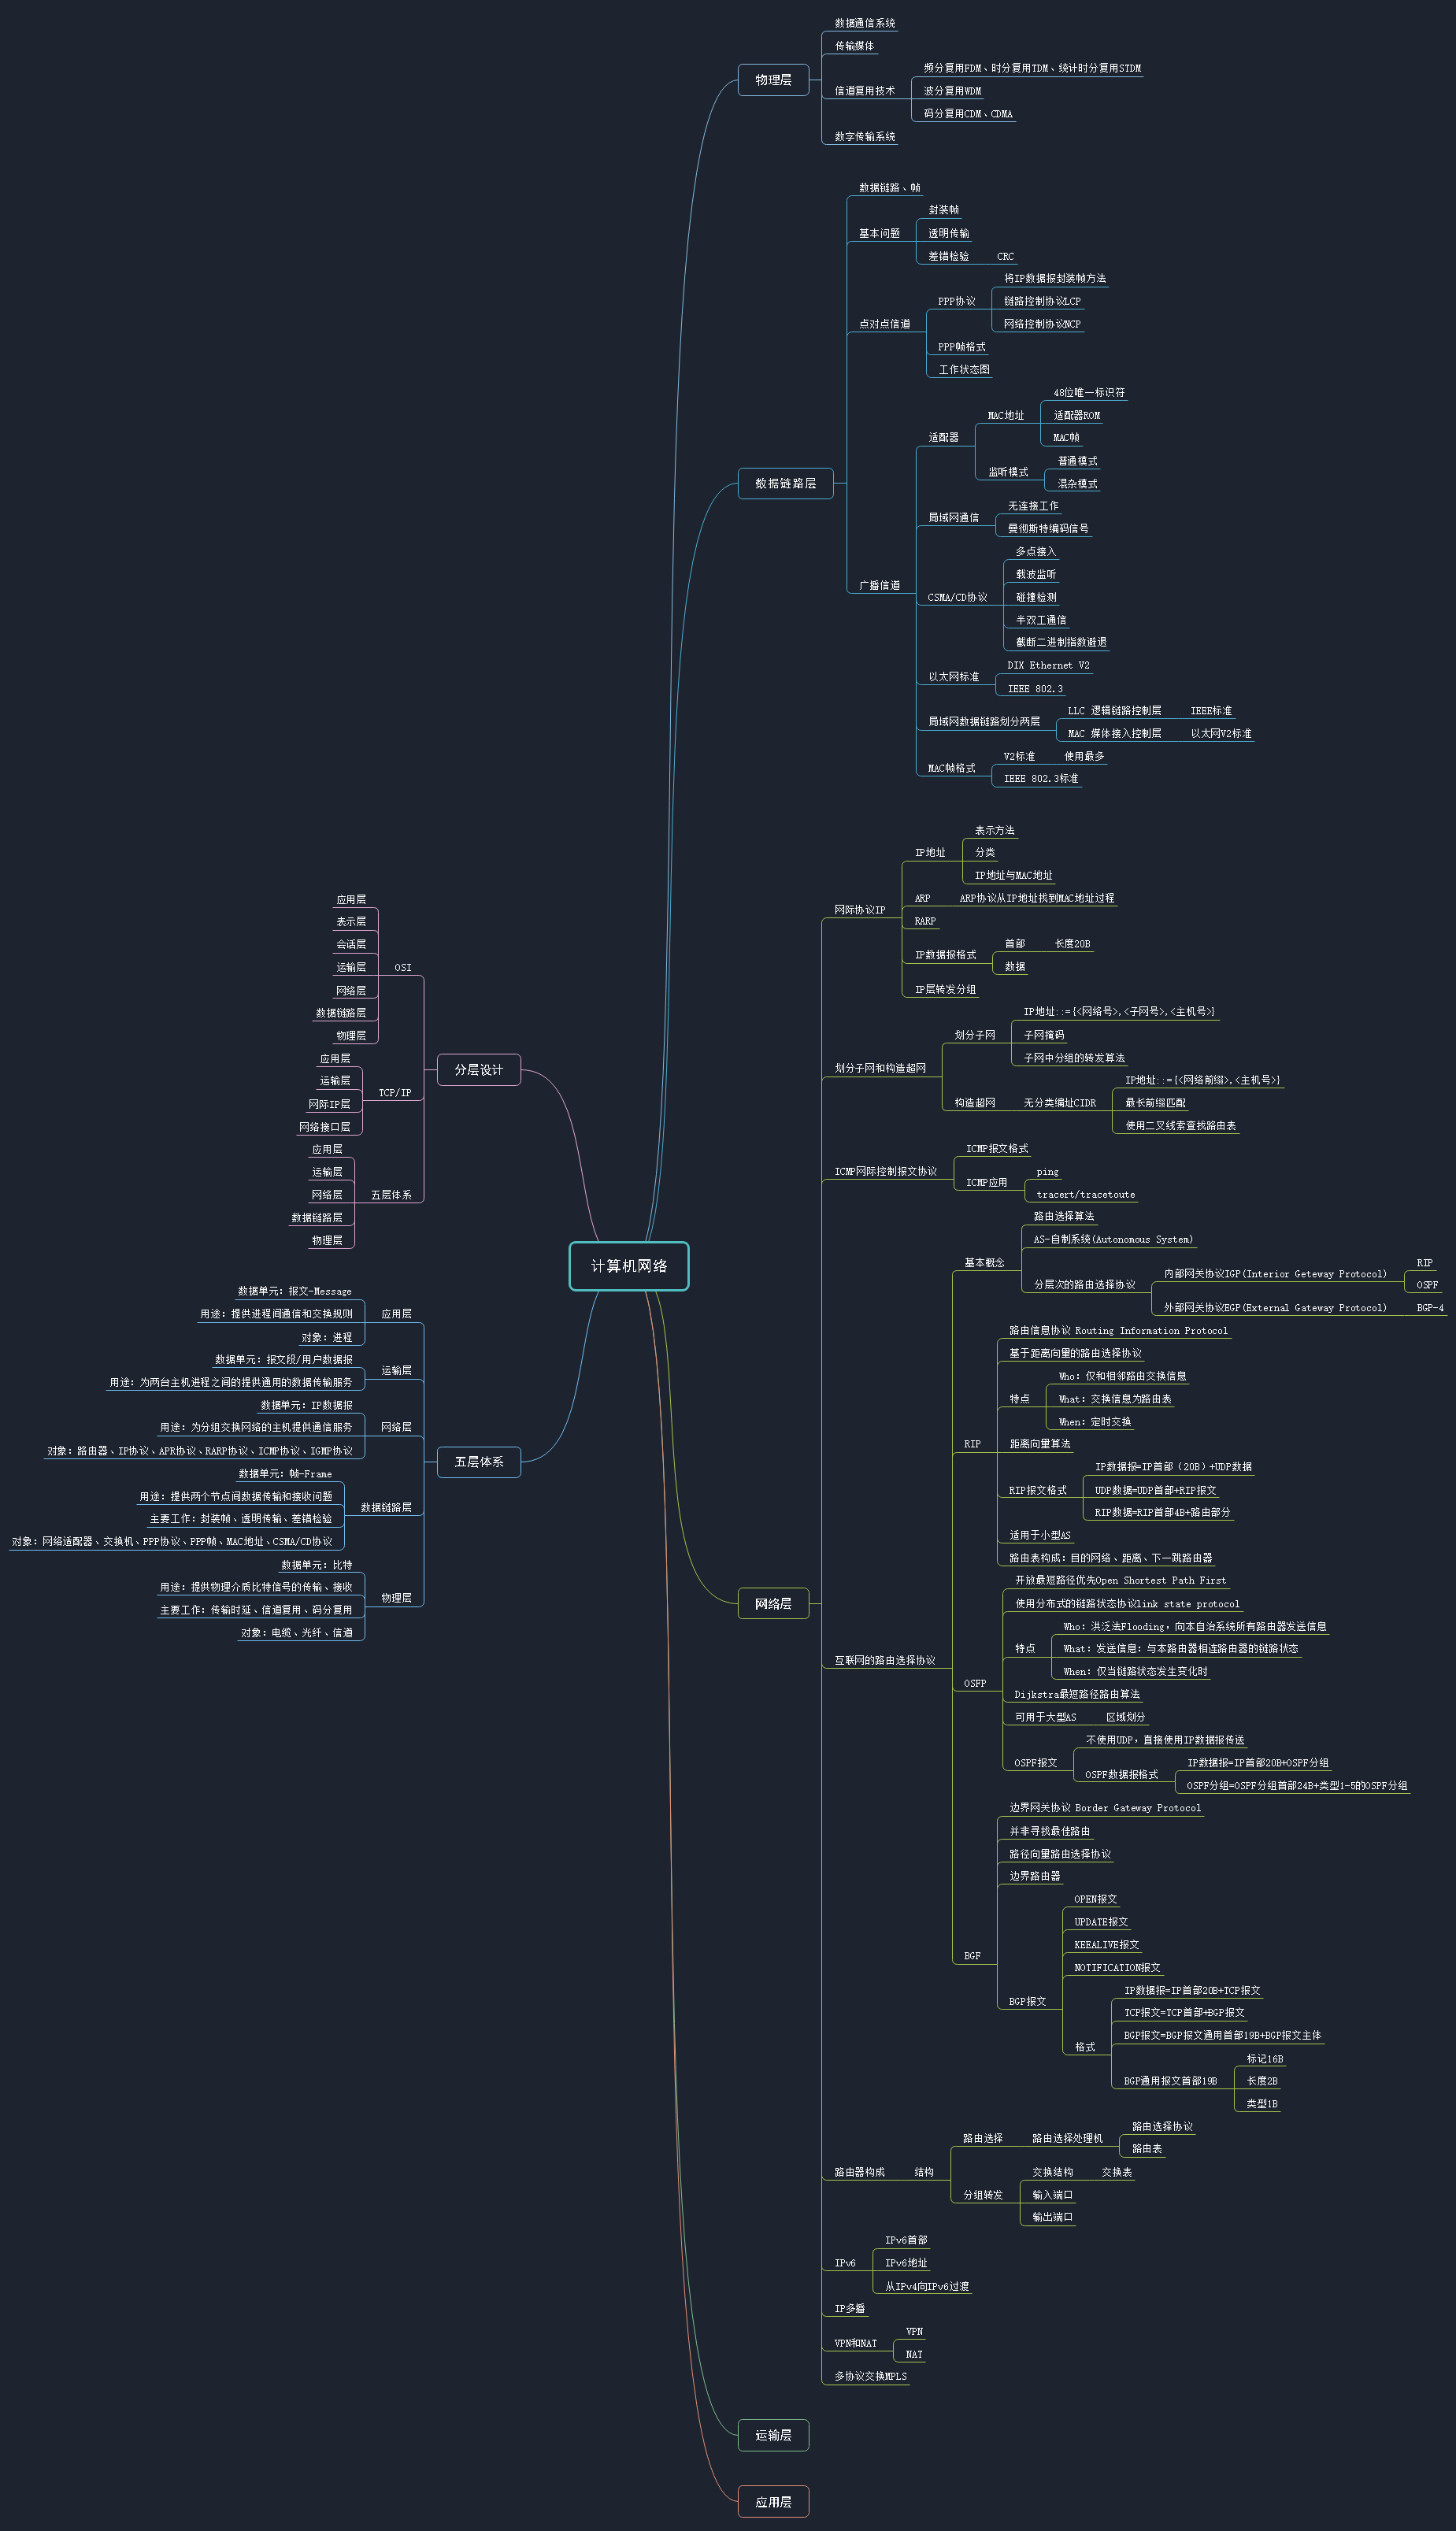 计算机网络
物理层
数据通信系统
传输媒体
信道复用技术
频分复用FDM、时分复用TDM、统计时分复用STDM
波分复用WDM
码分复用CDM、CDMA
数字传输系统
数据链路层
数据链路、帧
基本问题
封装帧
透明传输
差错检验
CRC
点对点信道
PPP协议
将IP数据报封装帧方法
链路控制协议LCP
网络控制协议NCP
PPP帧格式
工作状态图
广播信道
适配器
MAC地址
48位唯一标识符
适配器ROM
MAC帧
监听模式
普通模式
混杂模式
局域网通信
无连接工作
曼彻斯特编码信号
CSMA/CD协议
多点接入
载波监听
碰撞检测
半双工通信
截断二进制指数避退
以太网标准
DIX Ethernet V2
IEEE 802.3
局域网数据链路划分两层
LLC 逻辑链路控制层
IEEE标准
MAC 媒体接入控制层
以太网V2标准
MAC帧格式
V2标准
使用最多
IEEE 802.3标准
网络层
网际协议IP
IP地址
表示方法
分类
IP地址与MAC地址
ARP
ARP协议从IP地址找到MAC地址过程
RARP
IP数据报格式
首部
长度20B
数据
IP层转发分组
划分子网和构造超网
划分子网
IP地址::={<网络号>,<子网号>,<主机号>}
子网掩码
子网中分组的转发算法
构造超网
无分类编址CIDR
IP地址::={<网络前缀>,<主机号>}
最长前缀匹配
使用二叉线索查找路由表
ICMP网际控制报文协议
ICMP报文格式
ICMP应用
ping
tracert/tracetoute
互联网的路由选择协议
基本概念
路由选择算法
AS-自制系统(Autonomous System)
分层次的路由选择协议
内部网关协议IGP(Interior Geteway Protocol)
RIP
OSPF
外部网关协议EGP(External Gateway Protocol)
BGP-4
RIP
路由信息协议 Routing Information Protocol
基于距离向量的路由选择协议
特点
Who: 仅和相邻路由交换信息
What: 交换信息为路由表
When: 定时交换
距离向量算法
RIP报文格式
IP数据报=IP首部（20B）+UDP数据
UDP数据=UDP首部+RIP报文
RIP数据=RIP首部4B+路由部分
适用于小型AS
路由表构成：目的网络、距离、下一跳路由器
OSFP
开放最短路径优先Open Shortest Path First
使用分布式的链路状态协议link state protocol
特点
Who: 洪泛法Flooding，向本自治系统所有路由器发送信息
What: 发送信息：与本路由器相连路由器的链路状态
When: 仅当链路状态发生变化时
Dijkstra最短路径路由算法
可用于大型AS
区域划分
OSPF报文
不使用UDP，直接使用IP数据报传送
OSPF数据报格式
IP数据报=IP首部20B+OSPF分组
OSPF分组=OSPF分组首部24B+类型1-5的OSPF分组
BGF
边界网关协议 Border Gateway Protocol
并非寻找最佳路由
路径向量路由选择协议
边界路由器
BGP报文
OPEN报文
UPDATE报文
KEEALIVE报文
NOTIFICATION报文
格式
IP数据报=IP首部20B+TCP报文
TCP报文=TCP首部+BGP报文
BGP报文=BGP报文通用首部19B+BGP报文主体
BGP通用报文首部19B
标记16B
长度2B
类型1B
路由器构成
结构
路由选择
路由选择处理机
路由选择协议
路由表
分组转发
交换结构
交换表
输入端口
输出端口
IPv6
IPv6首部
IPv6地址
从IPv4向IPv6过渡
IP多播
VPN和NAT
VPN
NAT
多协议交换MPLS
运输层
应用层
分层设计
OSI
应用层
表示层
会话层
运输层
网络层
数据链路层
物理层
TCP/IP
应用层
运输层
网际IP层
网络接口层
五层体系
应用层
运输层
网络层
数据链路层
物理层
五层体系
应用层
数据单元：报文-Message
用途：提供进程间通信和交换规则
对象：进程
运输层
数据单元：报文段/用户数据报
用途：为两台主机进程之间的提供通用的数据传输服务
网络层
数据单元：IP数据报
用途：为分组交换网络的主机提供通信服务
对象：路由器、IP协议、APR协议、RARP协议、ICMP协议、IGMP协议
数据链路层
数据单元：帧-Frame
用途：提供两个节点间数据传输和接收问题
主要工作：封装帧、透明传输、差错检验
对象：网络适配器、交换机、PPP协议、PPP帧、MAC地址、CSMA/CD协议
物理层
数据单元：比特
用途：提供物理介质比特信号的传输、接收
主要工作：传输时延、信道复用、码分复用
对象：电缆、光纤、信道